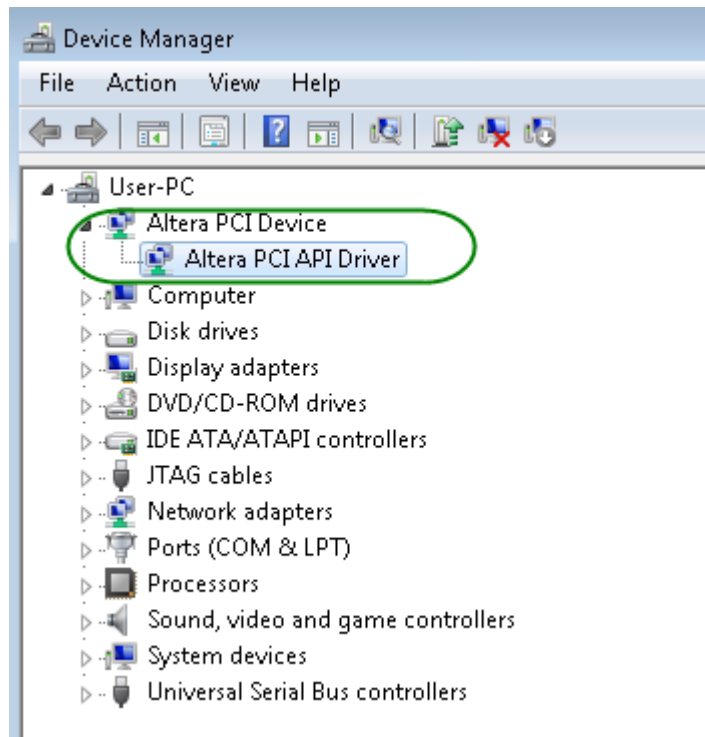 Device Manager
File Action View Help
?
User-PC
Altera PCI Device
Altera PCI API Driver
Computer
Disk drives
Display adapters
DVD/CD-ROM drives
IDE ATA/ATAPI controllers
JTAG cables
Network adapters
Ports (COM & LPT)
Processors
Sound, video and game controllers
System devices
Universal Serial Bus controllers